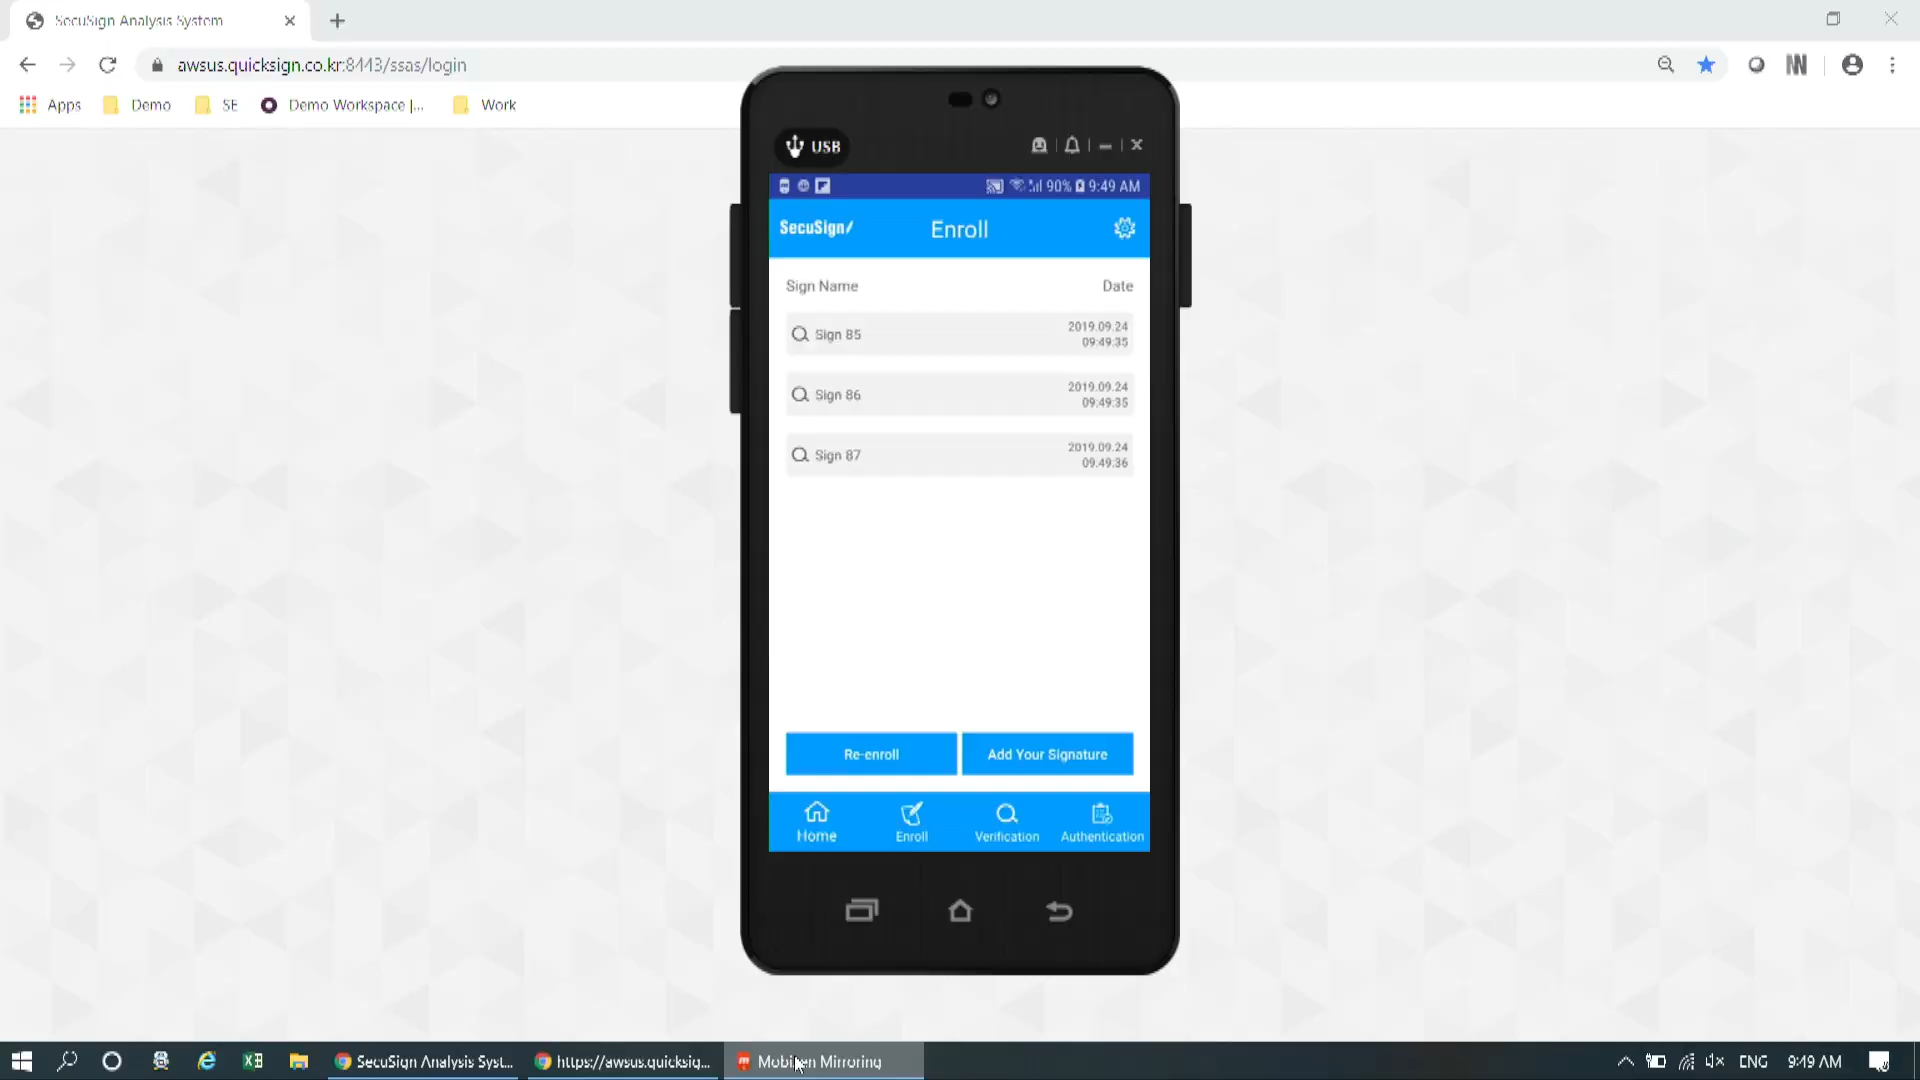 SecuSign Analysis System
awsus.quicksign.co.kr:8443/ssas/login
Apps
Demo
SE
Demo Workspace |...
Work
USB
90% 9:49 AM
SecuSign/
Enroll
Sign Name
Date
Sign 85
2019.09.24
09:49:35
Sign 86
2019.09.24
09:49:35
Sign 87
2019.09.24
09:49:36
Re-enroll
Add Your Signature
Home
Enroll
Verification
Authentication
SecuSign Analysis Syst...
https://awsus.quicksig...
Mirroring
ENG
9:49 AM